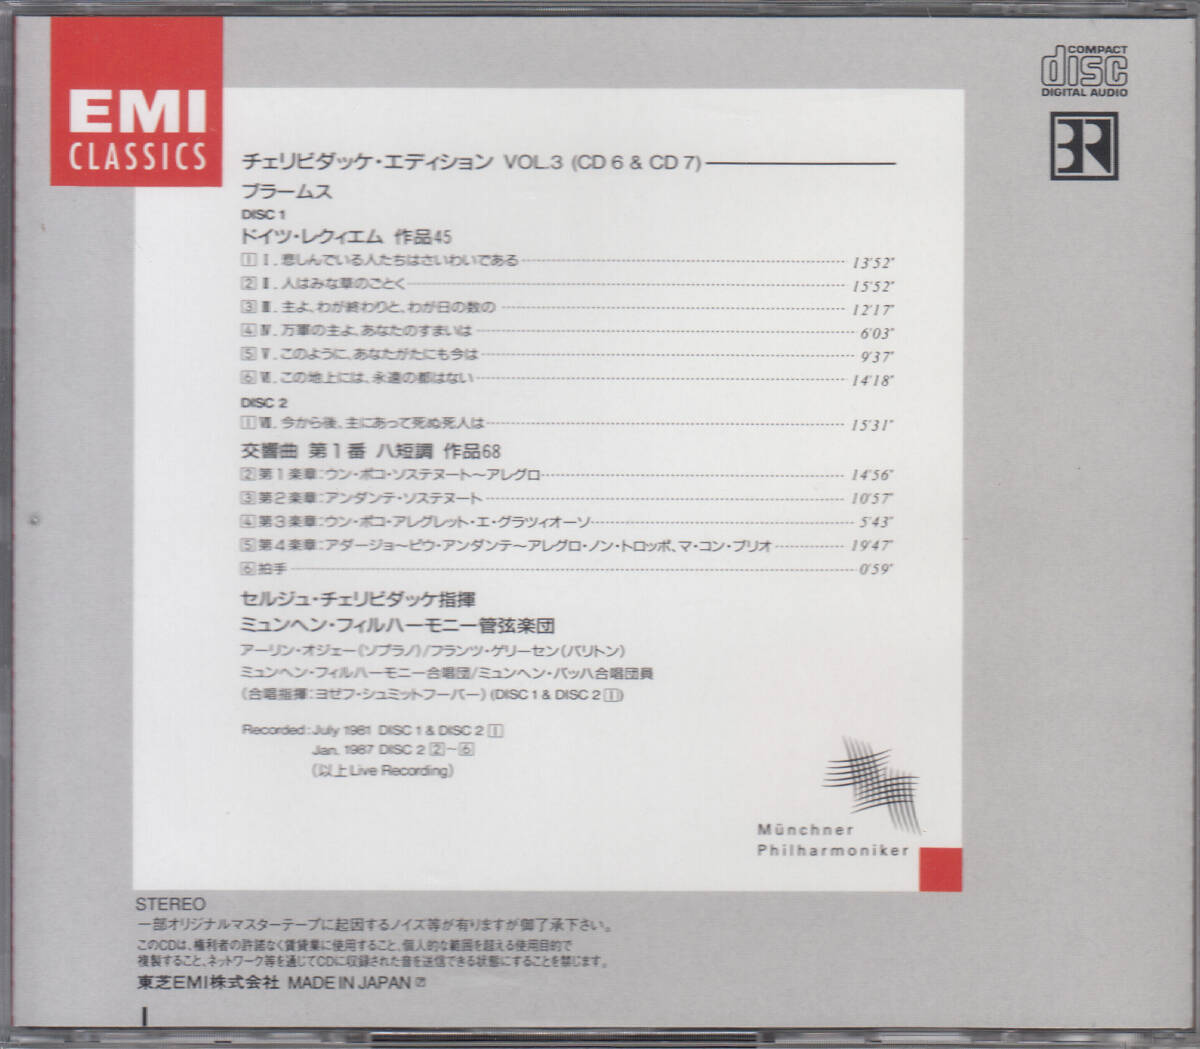 EMI
CLASSICS
COMPACT
disc
DIGITAL AUDIO
BR
チェリビダッケ・エディション VOL.3 (CD 6 & CD 7)
ブラームス
DISC 1
ドイツ・レクィエム 作品45
1 Ⅰ. 悲しんでいる人たちはさいわいである 13'52"
2 Ⅱ. 人はみな草のごとく 15'52"
3 Ⅲ. 主よ、わが終わりと、わが日の数の 12'17"
4 Ⅳ. 万軍の主よ、あなたのすまいは 6'03"
5 Ⅴ. このように、あなたがたにも今は 9'37"
6 Ⅵ. この地上には、永遠の都はない 14'18"
DISC 2
1 Ⅶ. 今から後、主にあって死ぬ死人は 15'31"
交響曲 第1番 ハ短調 作品68
2 第1楽章:ウン・ポコ・ソステヌート〜アレグロ 14'56"
3 第2楽章:アンダンテ・ソステヌート 10'57"
4 第3楽章:ウン・ポコ・アレグレット・エ・グラツィオーソ 5'43"
5 第4楽章:アダージョ〜ピウ・アンダンテ〜アレグロ・ノン・トロッポ、マ・コン・ブリオ 19'47"
6 拍手 0'59"
セルジュ・チェリビダッケ指揮
ミュンヘン・フィルハーモニー管弦楽団
アーリン・オジェー(ソプラノ)/フランツ・ゲリーセン(バリトン)
ミュンヘン・フィルハーモニー合唱団/ミュンヘン・バッハ合唱団員
(合唱指揮:ヨゼフ・シュミットフーバー) (DISC 1 & DISC 2 1)
Recorded: July 1981 DISC 1 & DISC 2 1
Jan. 1987 DISC 2 2〜6
(以上Live Recording)
Münchner
Philharmoniker
STEREO
一部オリジナルマスターテープに起因するノイズ等が有りますが御了承下さい。
このCDは、権利者の許諾なく賃貸業に使用すること、個人的な範囲を超える使用目的で
複製すること、ネットワーク等を通じてCDに収録された音を送信できる状態にすることを禁じます。
東芝EMI株式会社 MADE IN JAPAN